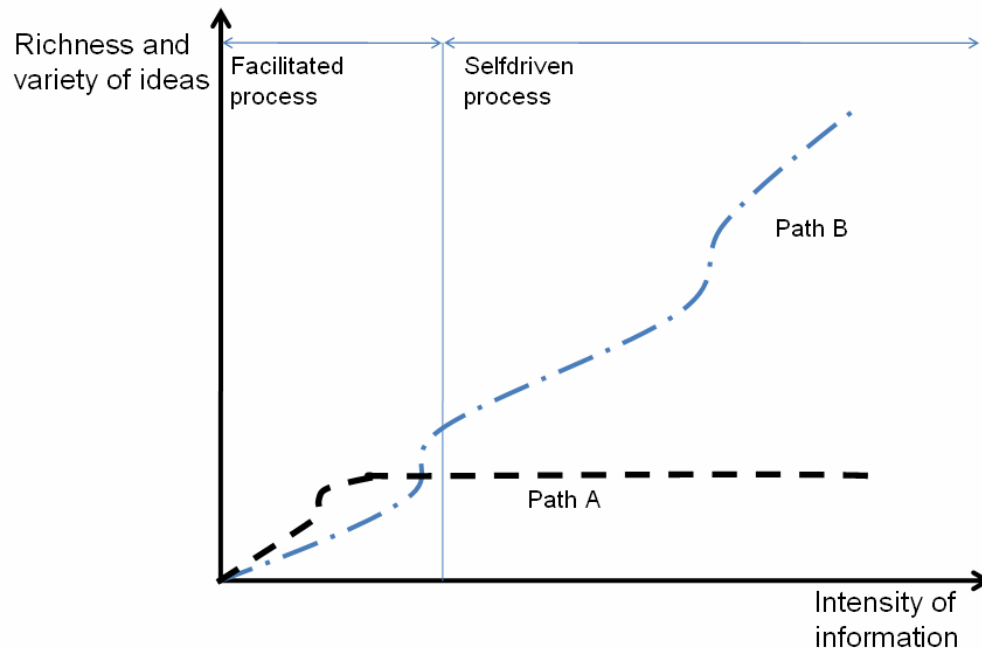 Richness and
variety of ideas
Facilitated
process
Selfdriven
process
Path B
Path A
Intensity of
information